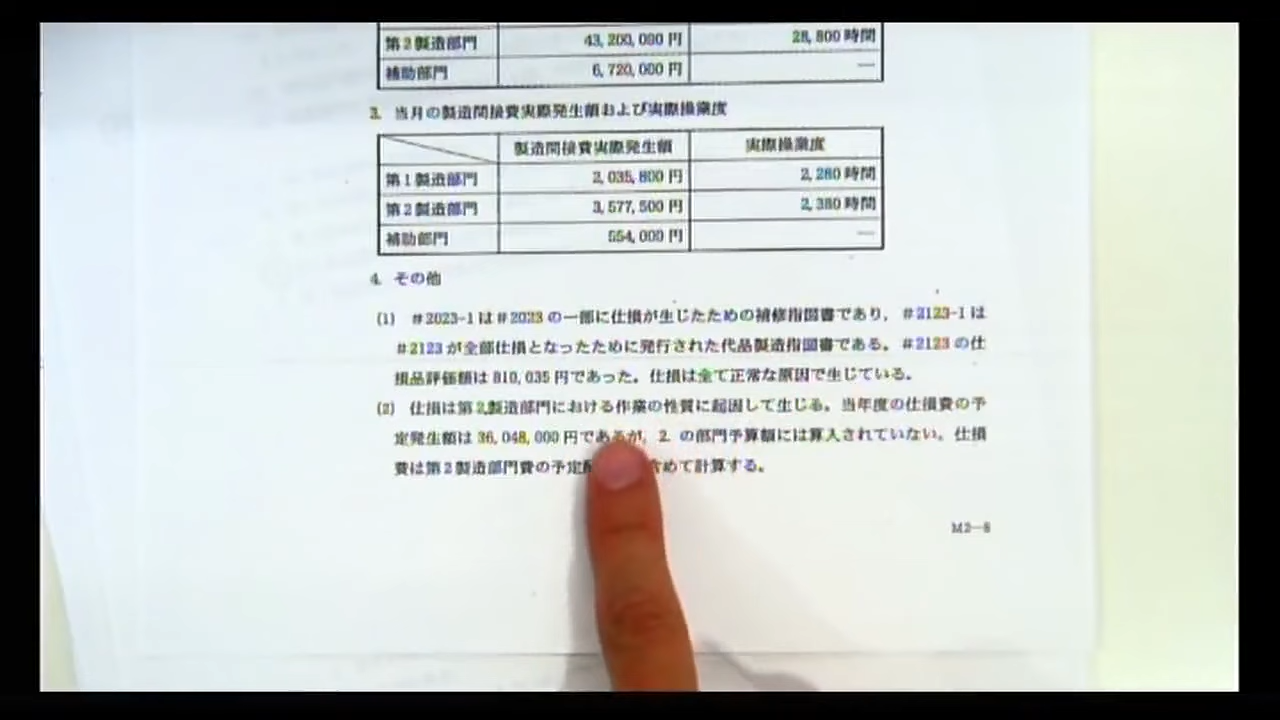 第2製造部門 43,200,000円 28,800時間
補助部門 6,720,000円 ―
3. 当月の製造間接費実際発生額および実際操業度
製造間接費実際発生額 実際操業度
第1製造部門 2,035,800円 2,280時間
第2製造部門 3,577,500円 2,380時間
補助部門 554,000円 ―
4. その他
(1) #2023-1は#2023の一部に仕損が生じたための補修指図書であり、#2123-1は
#2123が全部仕損となったために発行された代品製造指図書である。#2123の仕
損品評価額は810,035円であった。仕損は全て正常な原因で生じている。
(2) 仕損は第2製造部門における作業の性質に起因して生じる。当年度の仕損費の予
定発生額は36,048,000円であるが、2. の部門予算額には算入されていない。仕損
費は第2製造部門費の予定 含めて計算する。
M2―8